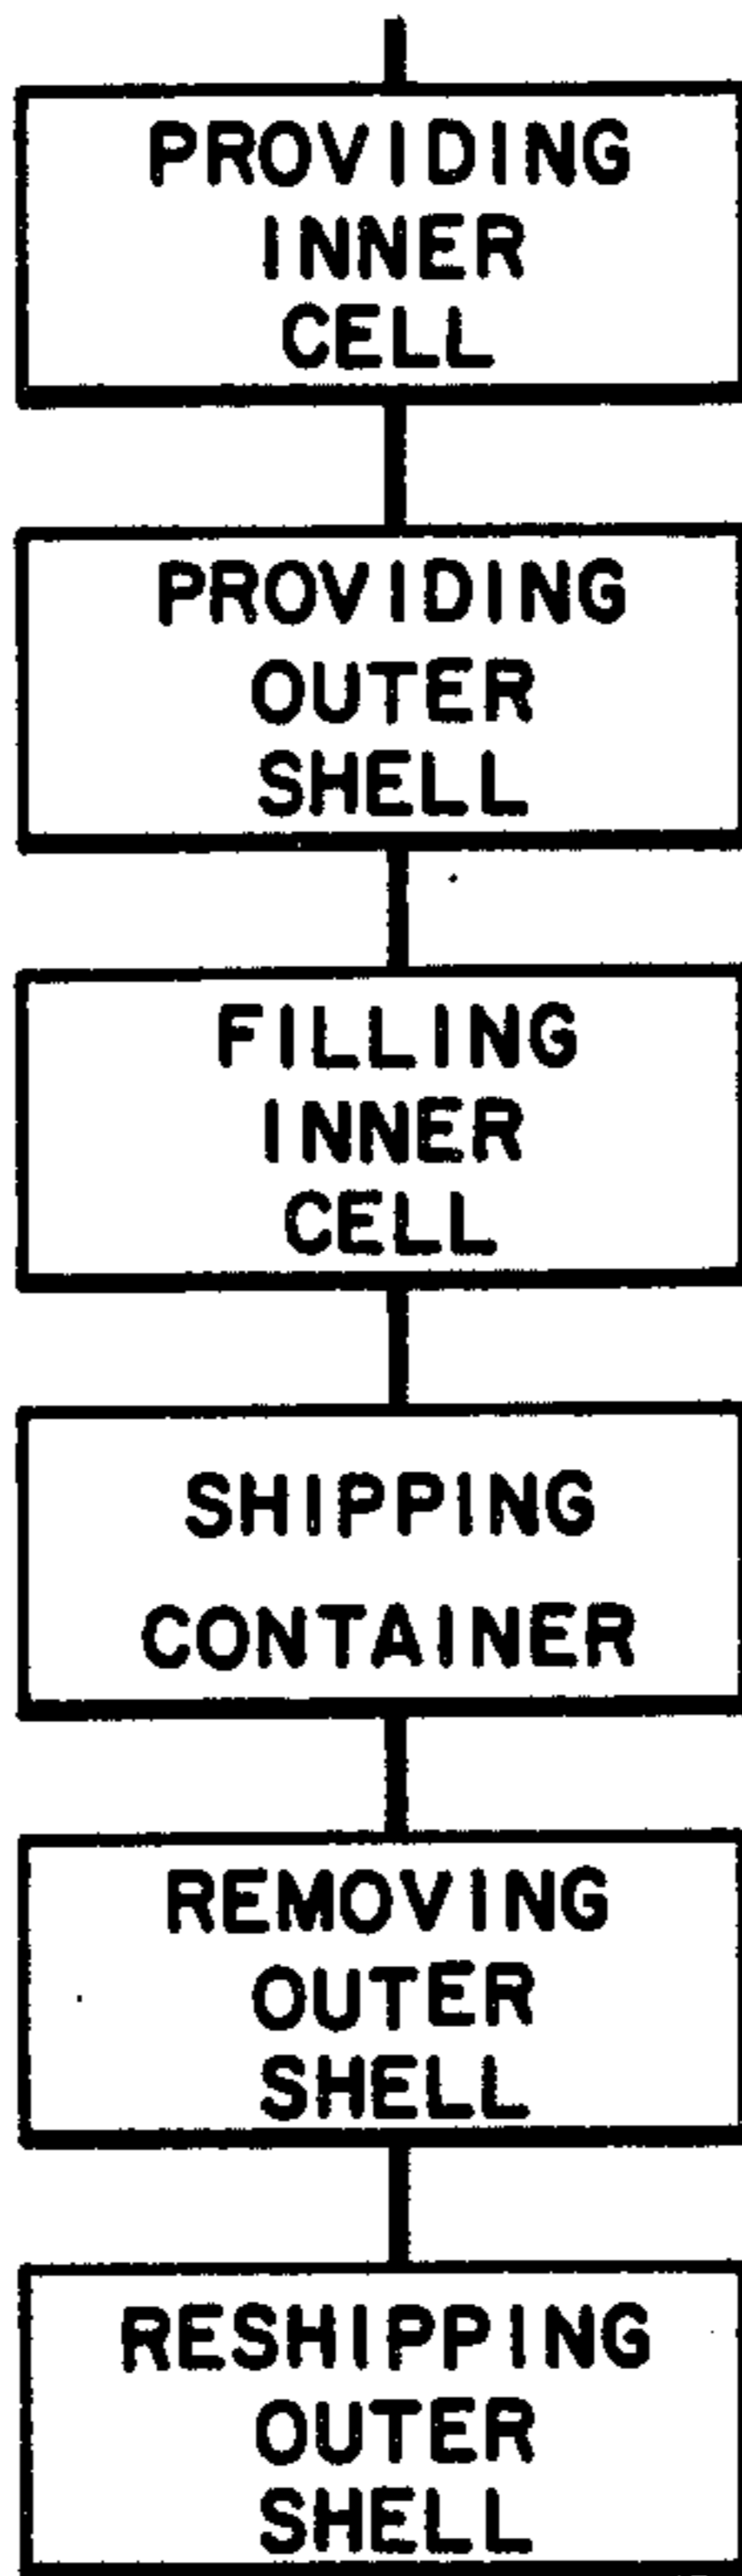 PROVIDING
INNER
CELL
PROVIDING
OUTER
SHELL
FILLING
INNER
CELL
SHIPPING
CONTAINER
REMOVING
OUTER
SHELL
RESHIPPING
OUTER
SHELL